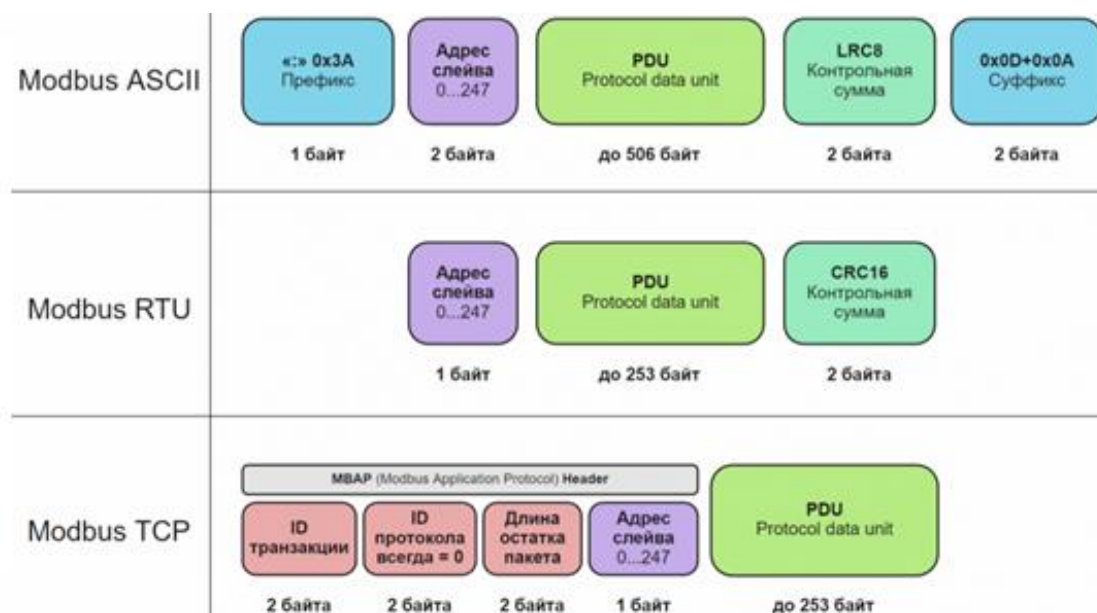 Modbus ASCII
«:» 0x3A
Префикс
Адрес
слейва
0...247
PDU
Protocol data unit
LRC8
Контрольная
сумма
0x0D+0x0A
Суффикс
1 байт
2 байта
до 506 байт
2 байта
2 байта
Modbus RTU
Адрес
слейва
0...247
PDU
Protocol data unit
CRC16
Контрольная
сумма
1 байт
до 253 байт
2 байта
Modbus TCP
MBAP (Modbus Application Protocol) Header
ID
транзакции
ID
протокола
всегда = 0
Длина
остатка
пакета
Адрес
слейва
0...247
PDU
Protocol data unit
2 байта
2 байта
2 байта
1 байт
до 253 байт